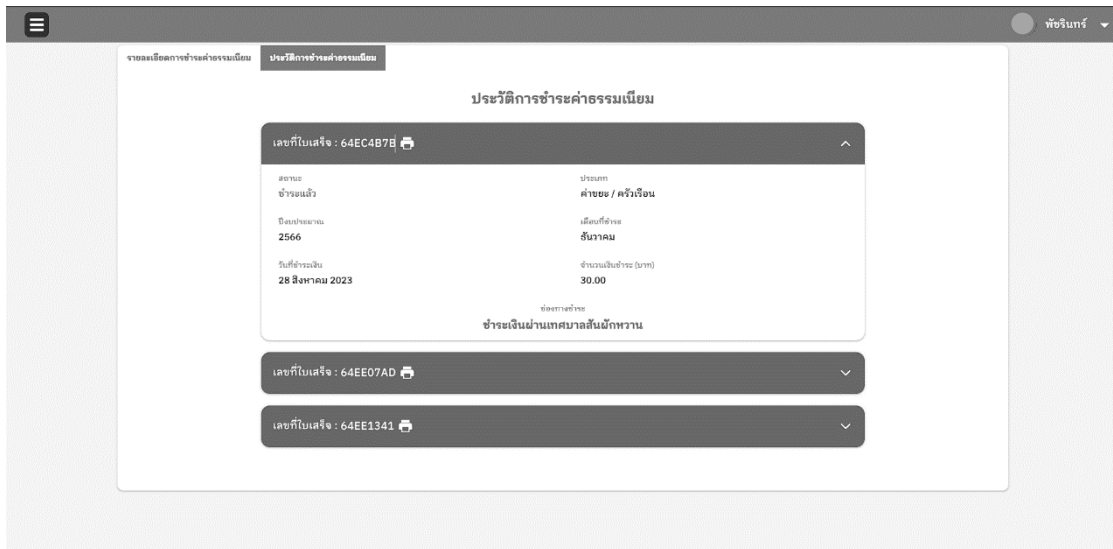 พัชรินทร์
รายละเอียดการชำระค่าธรรมเนียม
ประวัติการชำระค่าธรรมเนียม
ประวัติการชำระค่าธรรมเนียม
เลขที่ใบเสร็จ : 64EC4B7B
สถานะ
ประเภท
ชำระแล้ว
ค่าขยะ / ครัวเรือน
ปีงบประมาณ
เดือนที่ชำระ
2566
ธันวาคม
วันที่ชำระเงิน
จำนวนเงินชำระ (บาท)
28 สิงหาคม 2023
30.00
ช่องทางชำระ
ชำระเงินผ่านเทศบาลสันผักหวาน
เลขที่ใบเสร็จ : 64EE07AD
เลขที่ใบเสร็จ : 64EE1341